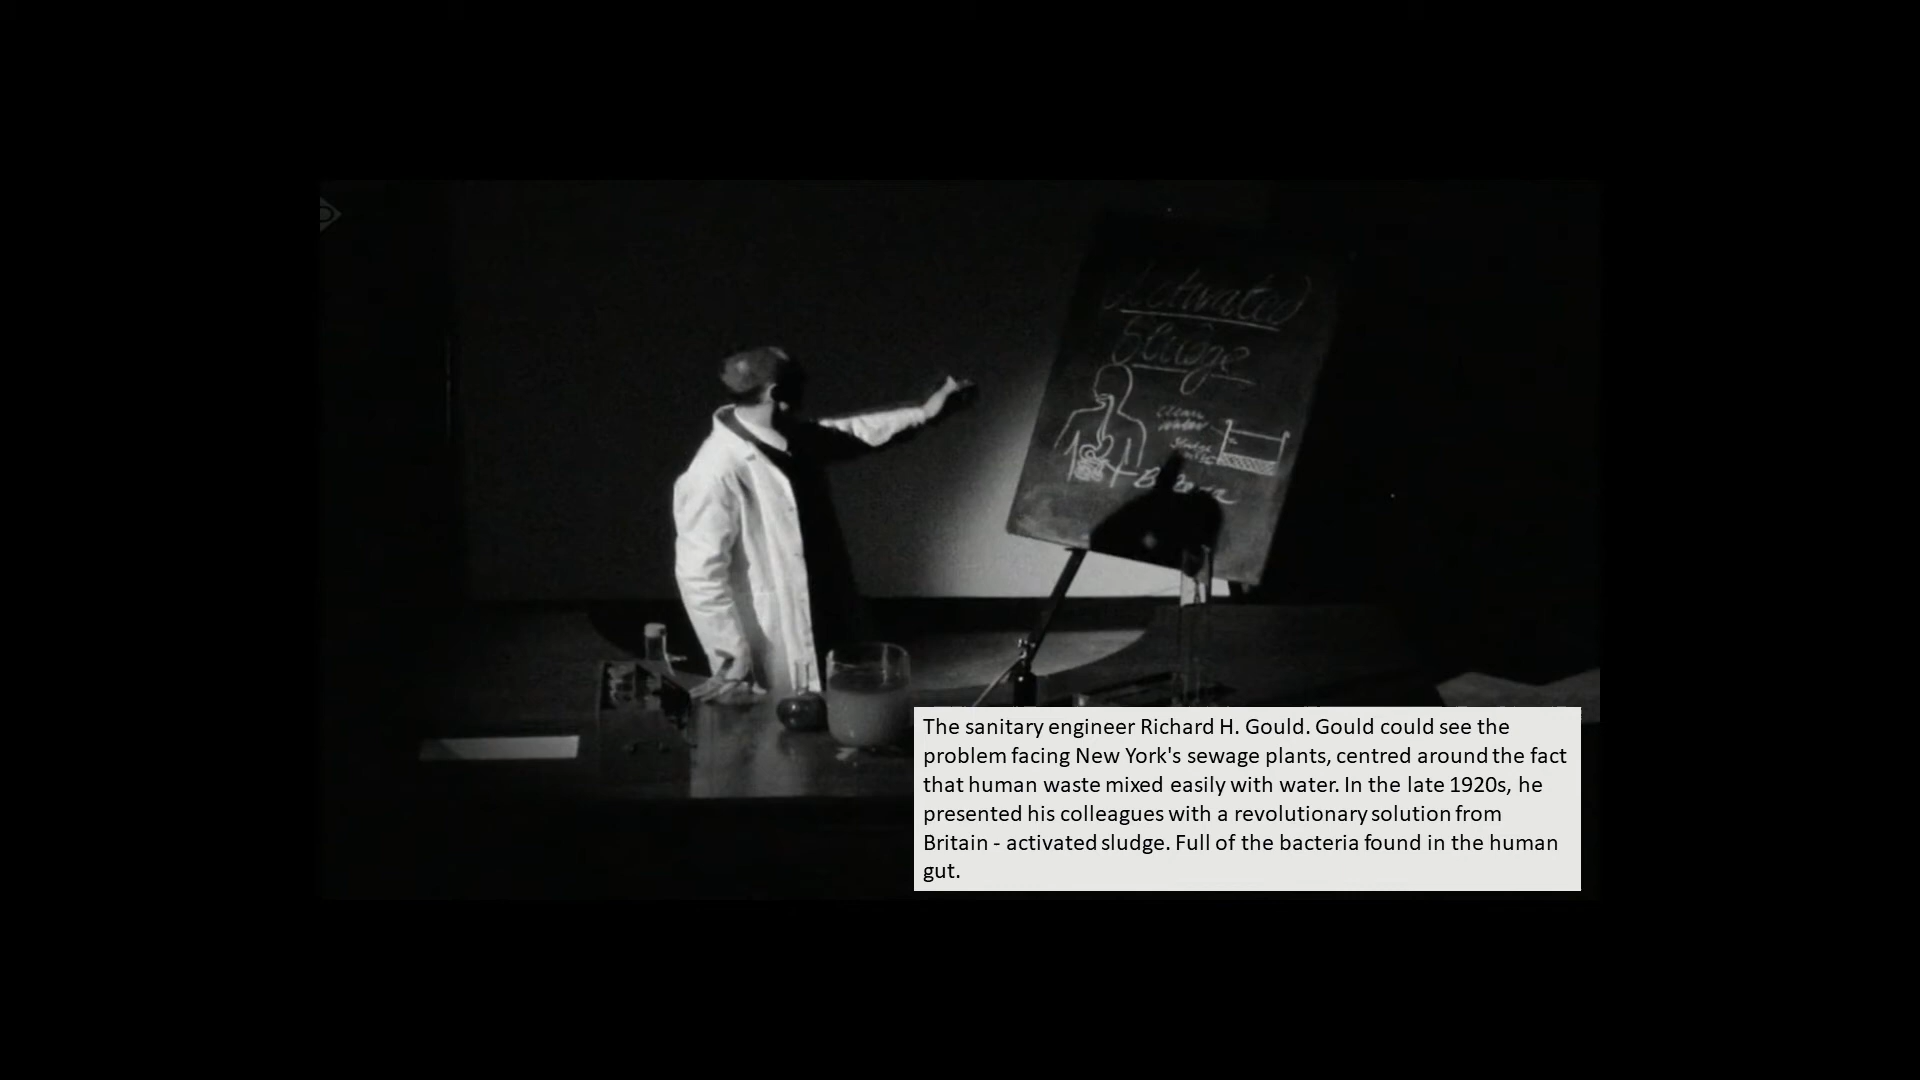 Activated
Sludge
clean
water
The sanitary engineer Richard H. Gould. Gould could see the
problem facing New York's sewage plants, centred around the fact
that human waste mixed easily with water. In the late 1920s, he
presented his colleagues with a revolutionary solution from
Britain - activated sludge. Full of the bacteria found in the human
gut.